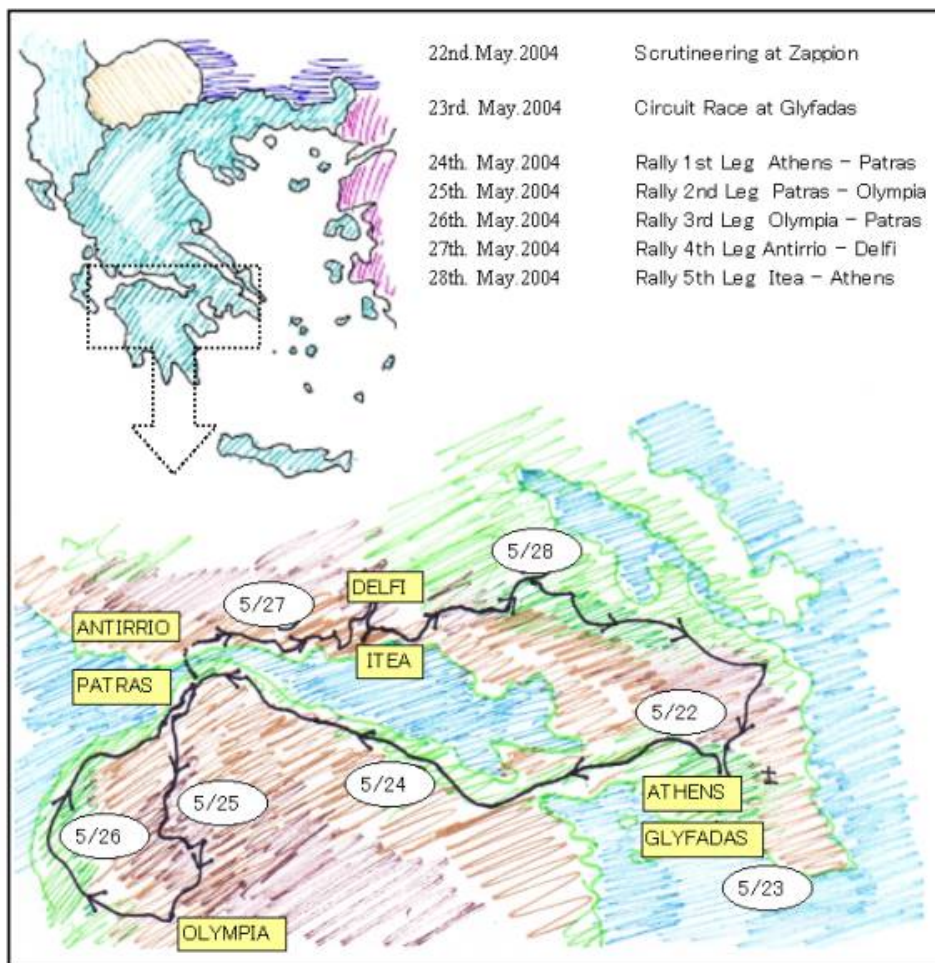 22nd.May.2004 Scrutineering at Zappion
23rd. May.2004 Circuit Race at Glyfadas
24th. May.2004 Rally 1st Leg Athens – Patras
25th. May.2004 Rally 2nd Leg Patras – Olympia
26th. May.2004 Rally 3rd Leg Olympia – Patras
27th. May.2004 Rally 4th Leg Antirrio – Delfi
28th. May.2004 Rally 5th Leg Itea – Athens
5/28
DELFI
5/27
ANTIRRIO
ITEA
PATRAS
5/22
5/24
ATHENS
5/25
5/26
GLYFADAS
5/23
OLYMPIA